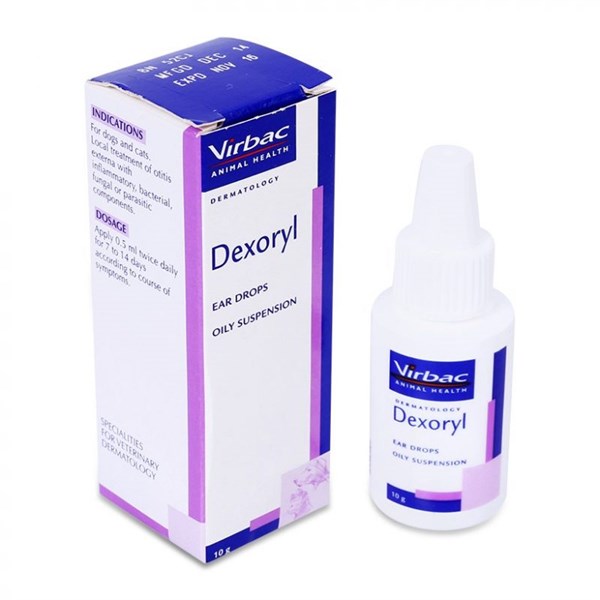 BN 52CJ
MFGD DEC 14
EXPD NOV 16
INDICATIONS
For dogs and cats.
Local treatment of otitis
externa with
inflammatory, bacterial,
fungal or parasitic
components.
DOSAGE
Apply 0.5 ml twice daily
for 7 to 14 days
according to course of
symptoms.
SPECIALITIES
FOR VETERINARY
DERMATOLOGY
Virbac
ANIMAL HEALTH
DERMATOLOGY
Dexoryl
EAR DROPS
OILY SUSPENSION
10 g
Virbac
ANIMAL HEALTH
DERMATOLOGY
Dexoryl
EAR DROPS
OILY SUSPENSION
10 g